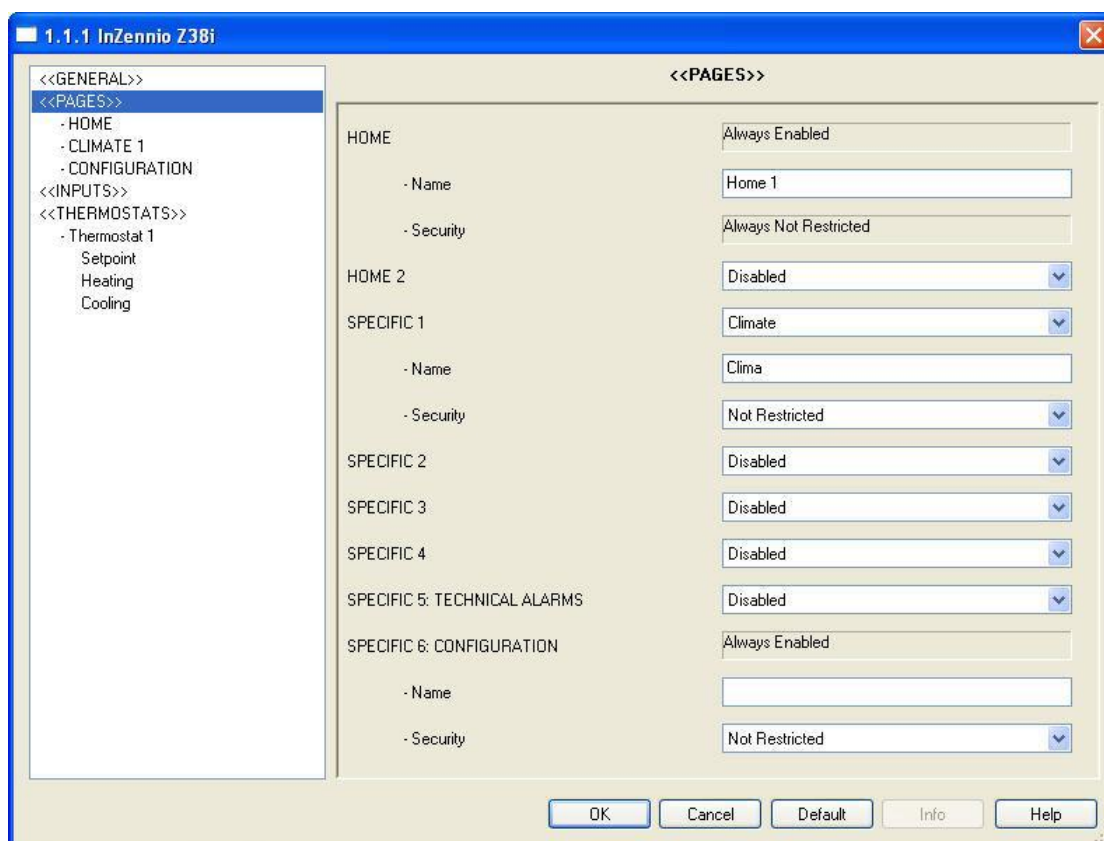 1.1.1 InZennio Z38i
<<GENERAL>>
<<PAGES>>
- HOME
- CLIMATE 1
- CONFIGURATION
<<INPUTS>>
<<THERMOSTATS>>
- Thermostat 1
Setpoint
Heating
Cooling
<<PAGES>>
HOME Always Enabled
- Name Home 1
- Security Always Not Restricted
HOME 2 Disabled
SPECIFIC 1 Climate
- Name Clima
- Security Not Restricted
SPECIFIC 2 Disabled
SPECIFIC 3 Disabled
SPECIFIC 4 Disabled
SPECIFIC 5: TECHNICAL ALARMS Disabled
SPECIFIC 6: CONFIGURATION Always Enabled
- Name
- Security Not Restricted
OK Cancel Default Info Help